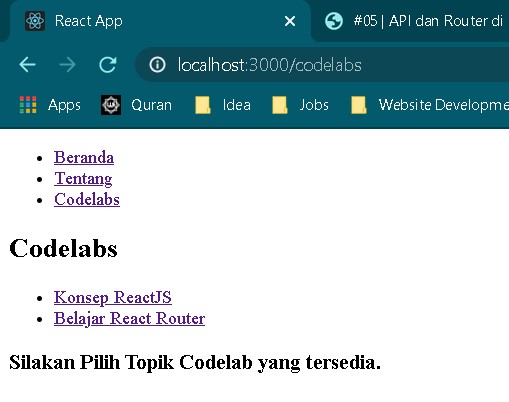 React App
#05 | API dan Router di
localhost:3000/codelabs
Apps Quran Idea Jobs Website Developme
Beranda
Tentang
Codelabs
Codelabs
Konsep ReactJS
Belajar React Router
Silakan Pilih Topik Codelab yang tersedia.